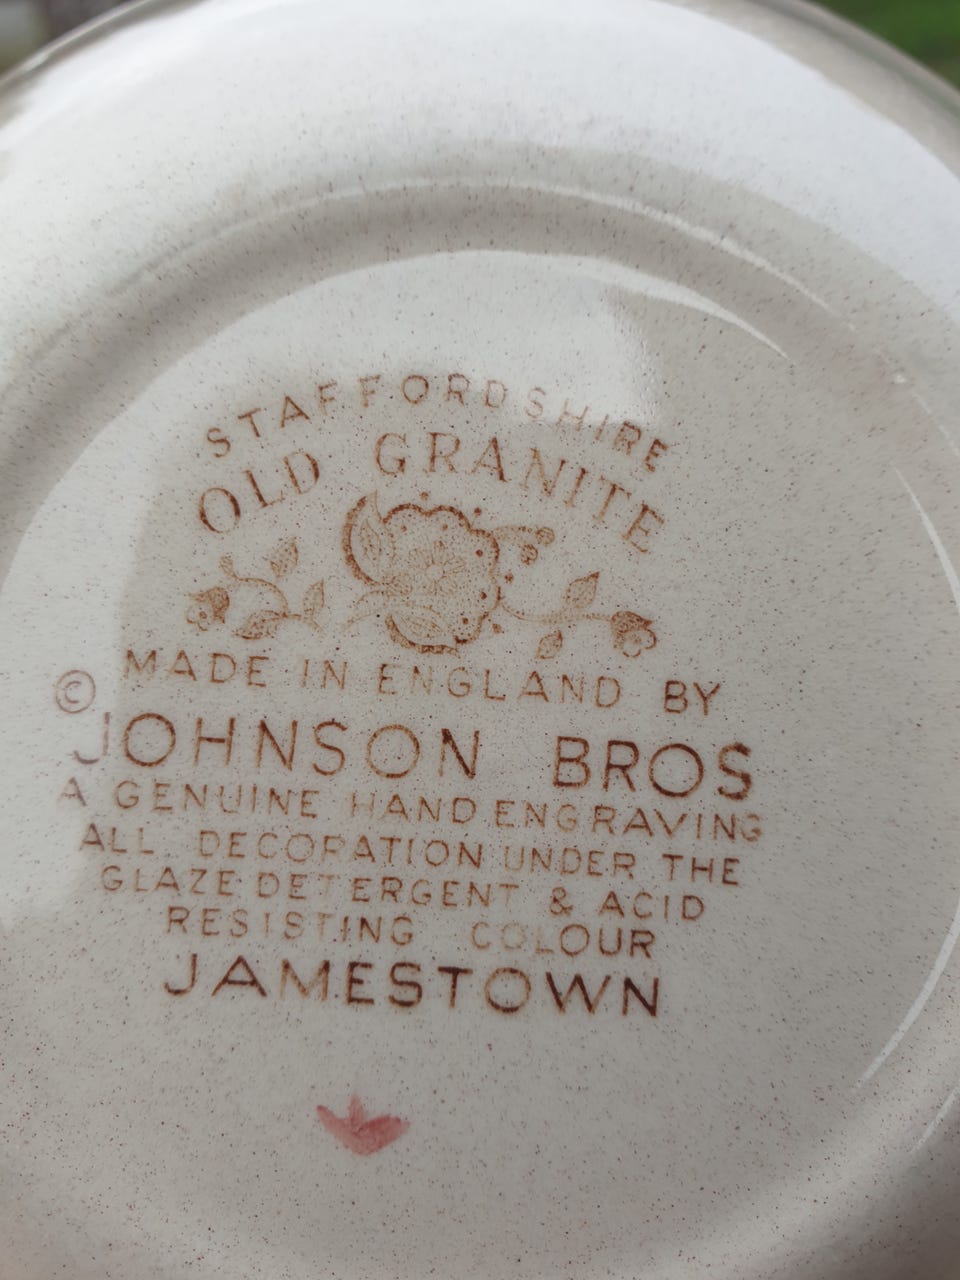 STAFFORDSHIRE
OLD GRANITE
MADE IN ENGLAND BY
©JOHNSON BROS
A GENUINE HAND ENGRAVING
ALL DECORATION UNDER THE
GLAZE DETERGENT & ACID
RESISTING COLOUR
JAMESTOWN